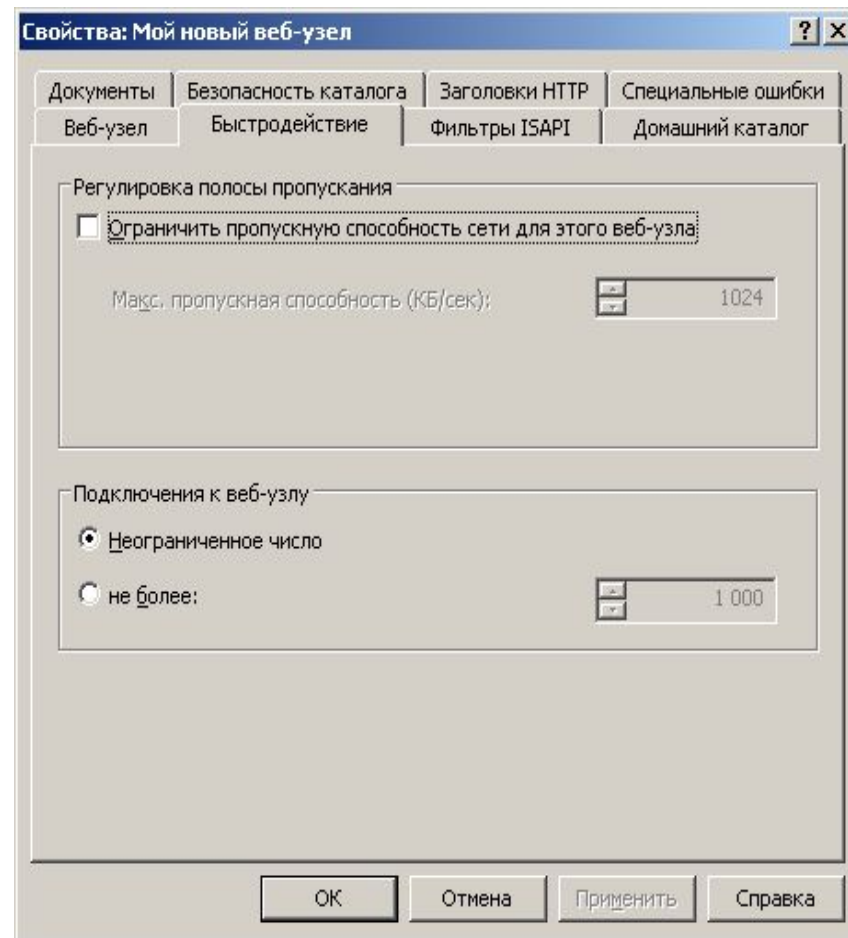 Свойства: Мой новый веб-узел
Документы Безопасность каталога Заголовки HTTP Специальные ошибки
Веб-узел Быстродействие Фильтры ISAPI Домашний каталог
Регулировка полосы пропускания
Ограничить пропускную способность сети для этого веб-узла
Макс. пропускная способность (КБ/сек): 1024
Подключения к веб-узлу
Неограниченное число
не более: 1 000
ОК Отмена Применить Справка